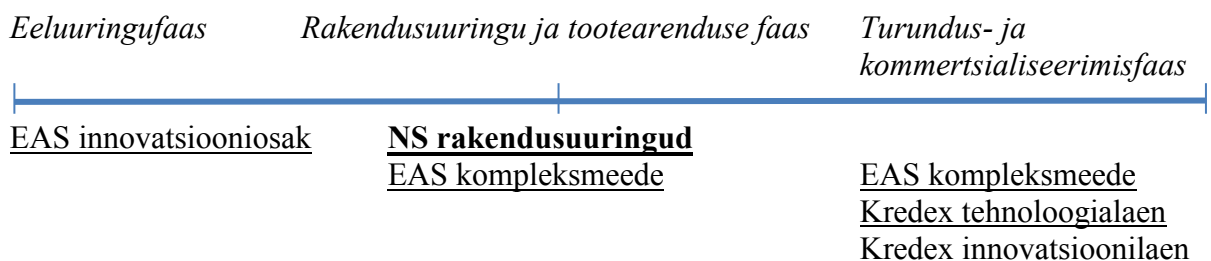 Eeluuringufaas
Rakendusuuringu ja tootearenduse faas
Turundus- ja
kommertsialiseerimisfaas
EAS innovatsiooniosak
NS rakendusuuringud
EAS kompleksmeede
EAS kompleksmeede
Kredex tehnoloogialaen
Kredex innovatsioonilaen